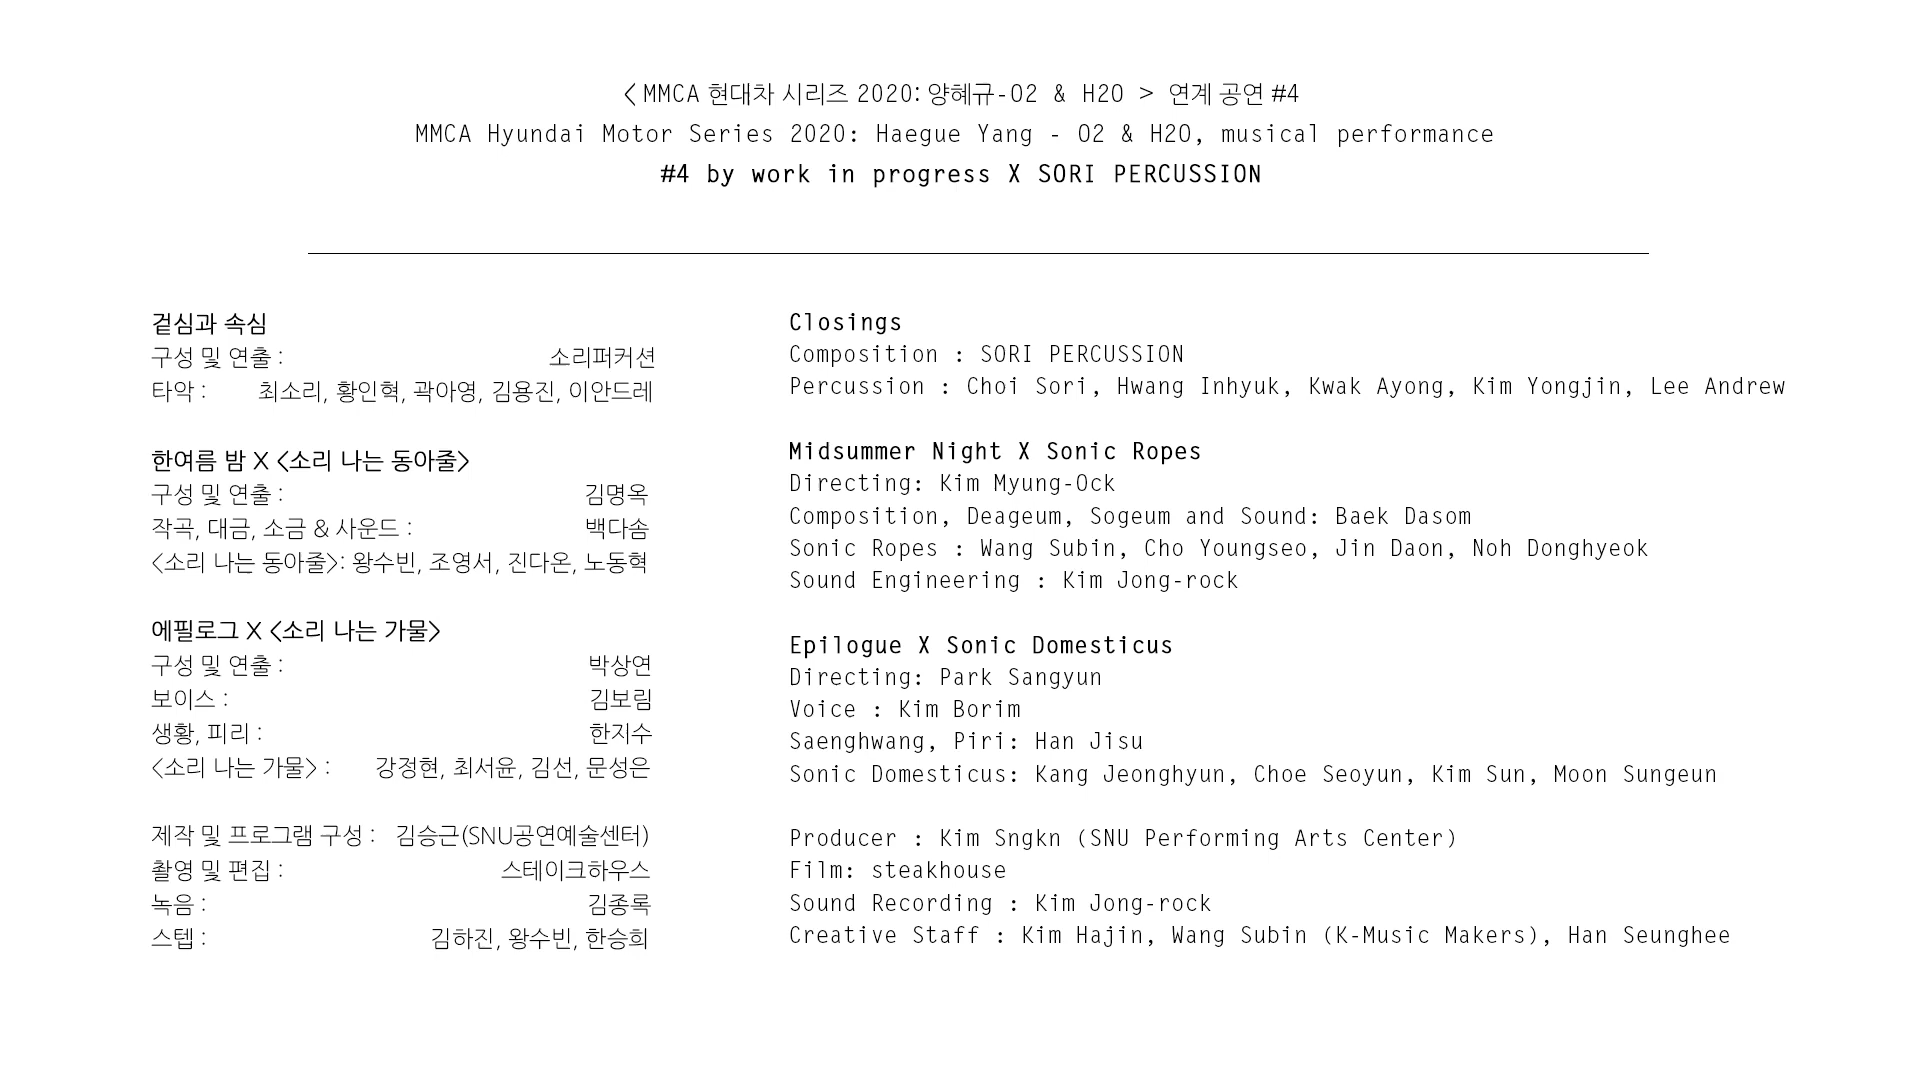 < MMCA 현대차 시리즈 2020: 양혜규-O2 & H2O > 연계 공연 #4
MMCA Hyundai Motor Series 2020: Haegue Yang - O2 & H2O, musical performance
#4 by work in progress X SORI PERCUSSION
겉심과 속심
구성 및 연출 : 소리퍼커션
타악 : 최소리, 황인혁, 곽아영, 김용진, 이안드레
한여름 밤 X <소리 나는 동아줄>
구성 및 연출 : 김명옥
작곡, 대금, 소금 & 사운드 : 백다솜
<소리 나는 동아줄>: 왕수빈, 조영서, 진다온, 노동혁
에필로그 X <소리 나는 가물>
구성 및 연출 : 박상연
보이스 : 김보림
생황, 피리 : 한지수
<소리 나는 가물> : 강정현, 최서윤, 김선, 문성은
제작 및 프로그램 구성 : 김승근(SNU공연예술센터)
촬영 및 편집 : 스테이크하우스
녹음 : 김종록
스텝 : 김하진, 왕수빈, 한승희
Closings
Composition : SORI PERCUSSION
Percussion : Choi Sori, Hwang Inhyuk, Kwak Ayong, Kim Yongjin, Lee Andrew
Midsummer Night X Sonic Ropes
Directing: Kim Myung-Ock
Composition, Deageum, Sogeum and Sound: Baek Dasom
Sonic Ropes : Wang Subin, Cho Youngseo, Jin Daon, Noh Donghyeok
Sound Engineering : Kim Jong-rock
Epilogue X Sonic Domesticus
Directing: Park Sangyun
Voice : Kim Borim
Saenghwang, Piri: Han Jisu
Sonic Domesticus: Kang Jeonghyun, Choe Seoyun, Kim Sun, Moon Sungeun
Producer : Kim Sngkn (SNU Performing Arts Center)
Film: steakhouse
Sound Recording : Kim Jong-rock
Creative Staff : Kim Hajin, Wang Subin (K-Music Makers), Han Seunghee